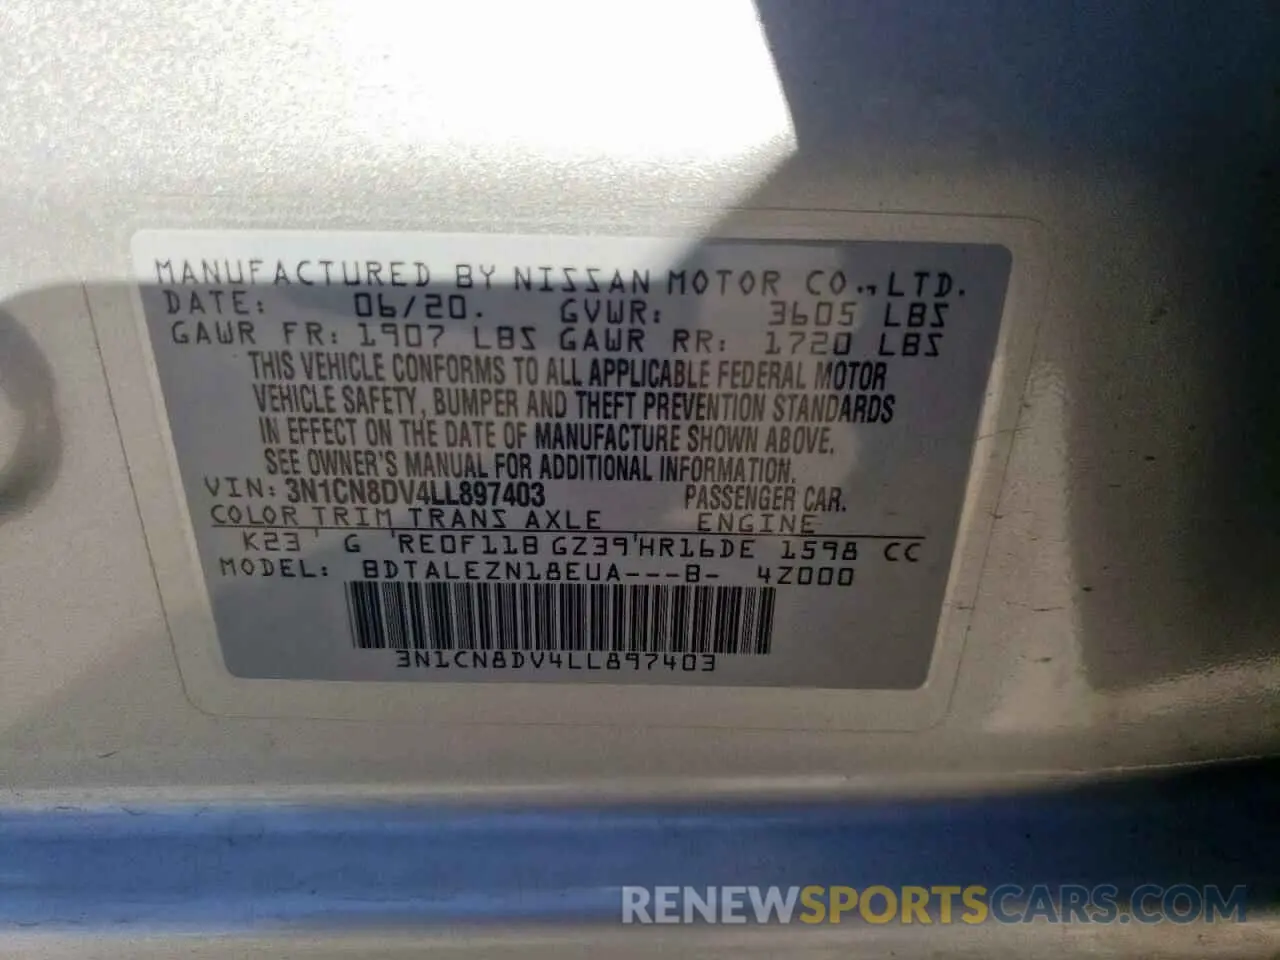 MANUFACTURED BY NISSAN MOTOR CO., LTD.
DATE: 06/20. GVWR: 3605 LBS
GAWR FR: 1907 LBS GAWR RR: 1720 LBS
THIS VEHICLE CONFORMS TO ALL APPLICABLE FEDERAL MOTOR
VEHICLE SAFETY, BUMPER AND THEFT PREVENTION STANDARDS
IN EFFECT ON THE DATE OF MANUFACTURE SHOWN ABOVE.
SEE OWNER'S MANUAL FOR ADDITIONAL INFORMATION.
VIN: 3N1CN8DV4LL897403 PASSENGER CAR.
COLOR TRIM TRANS AXLE ENGINE
K23 ' G 'RE0F11B GZ39'HR16DE 1598 CC
MODEL: BDTALEZN18EUA---B- 4Z000
3N1CN8DV4LL897403
RENEWSPORTSCARS.COM